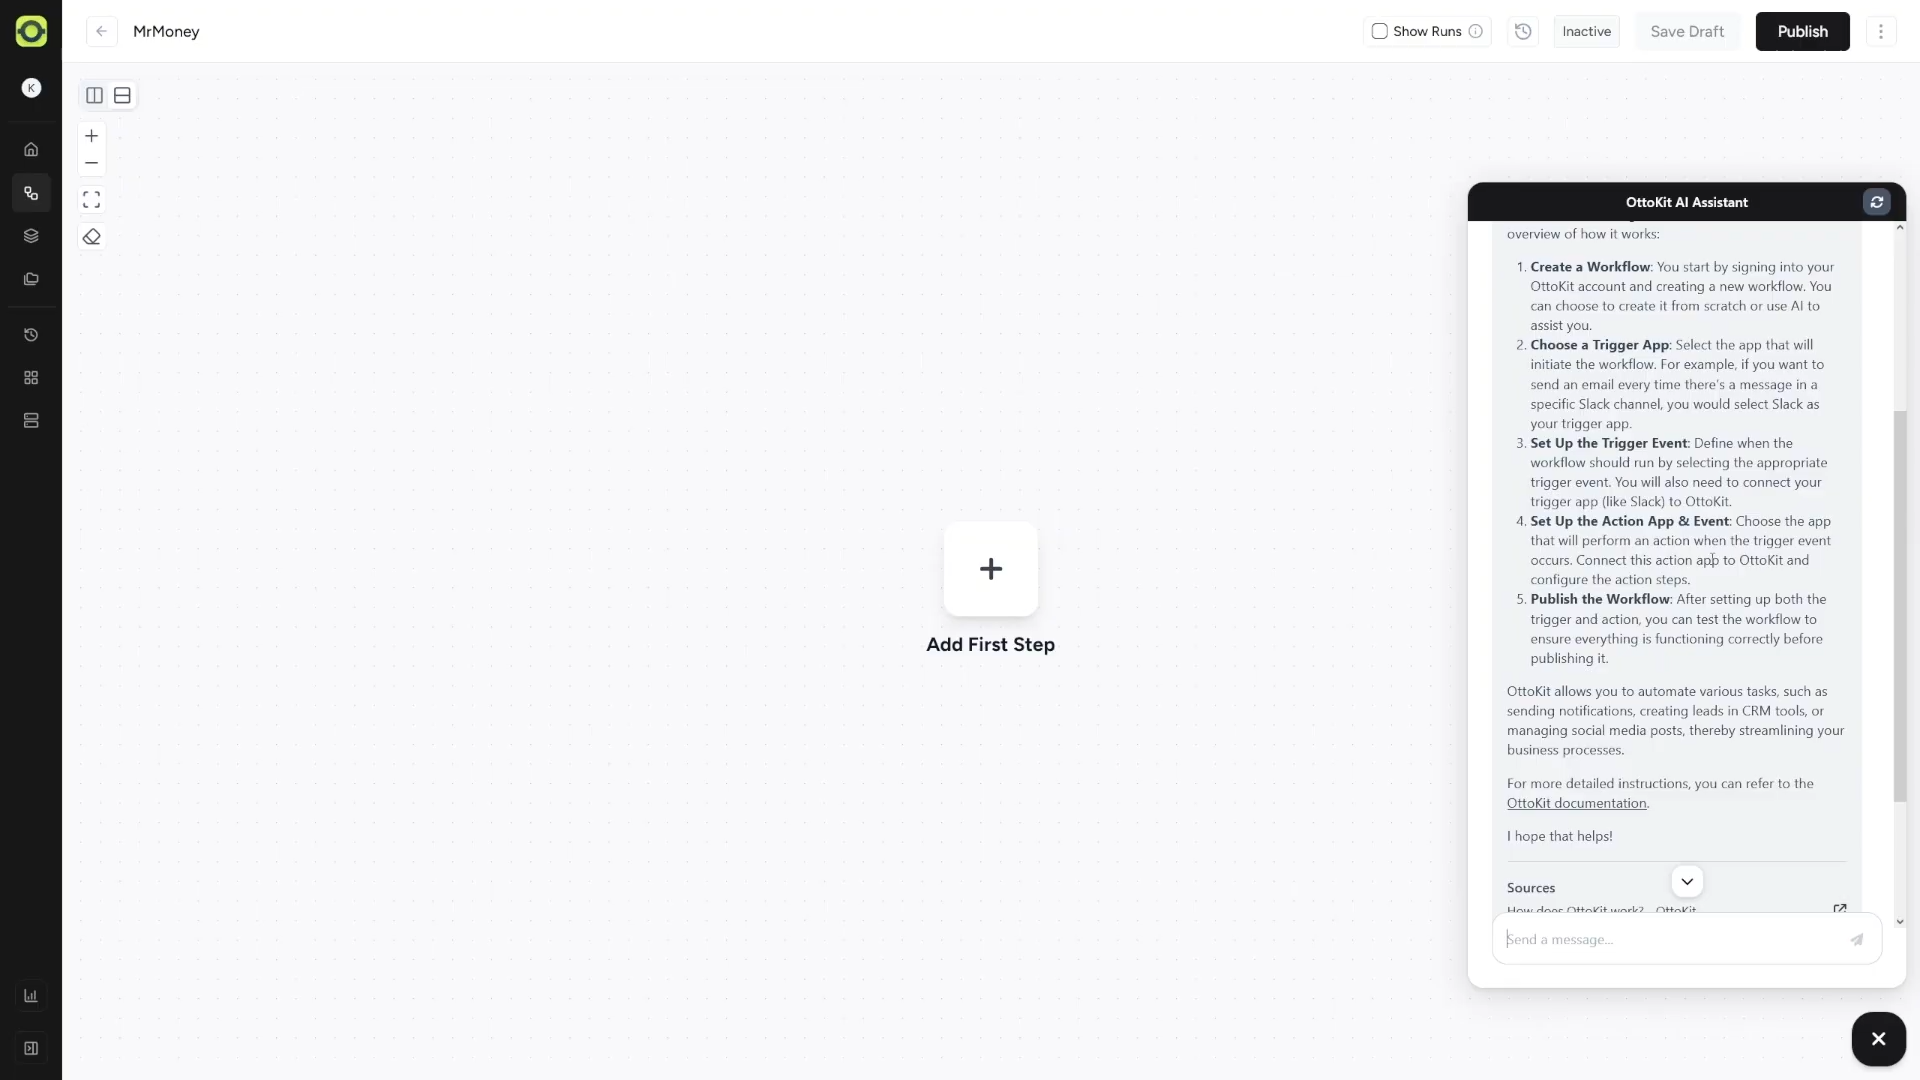 MrMoney
Show Runs
Inactive
Save Draft
Publish
K
Add First Step
OttoKit AI Assistant
overview of how it works:
1. Create a Workflow: You start by signing into your
OttoKit account and creating a new workflow. You
can choose to create it from scratch or use AI to
assist you.
2. Choose a Trigger App: Select the app that will
initiate the workflow. For example, if you want to
send an email every time there's a message in a
specific Slack channel, you would select Slack as
your trigger app.
3. Set Up the Trigger Event: Define when the
workflow should run by selecting the appropriate
trigger event. You will also need to connect your
trigger app (like Slack) to OttoKit.
4. Set Up the Action App & Event: Choose the app
that will perform an action when the trigger event
occurs. Connect this action app to OttoKit and
configure the action steps.
5. Publish the Workflow: After setting up both the
trigger and action, you can test the workflow to
ensure everything is functioning correctly before
publishing it.
OttoKit allows you to automate various tasks, such as
sending notifications, creating leads in CRM tools, or
managing social media posts, thereby streamlining your
business processes.
For more detailed instructions, you can refer to the
OttoKit documentation.
I hope that helps!
Sources
How does OttoKit work? - OttoKit
Send a message...